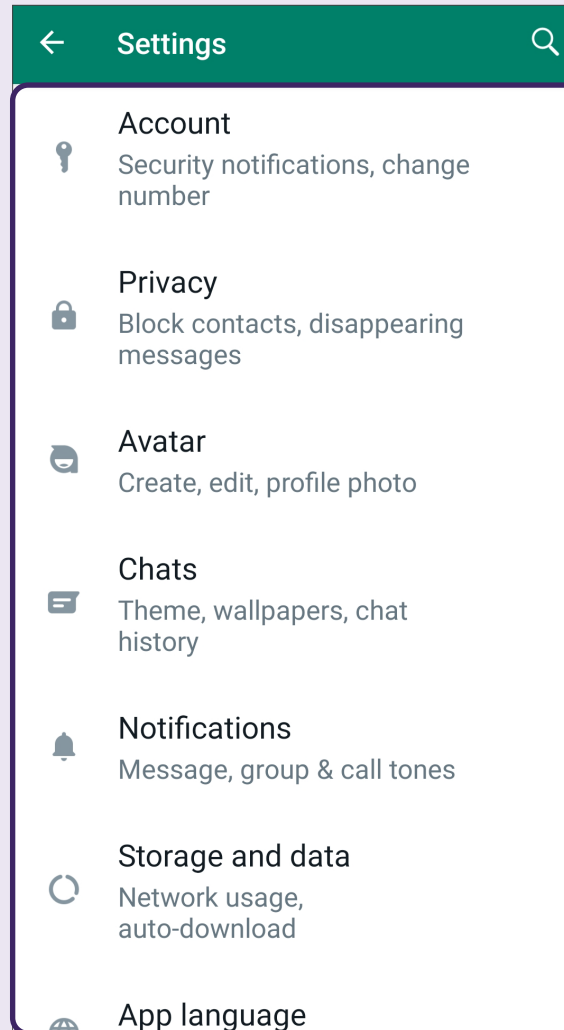 Settings
Account
Security notifications, change
number
Privacy
Block contacts, disappearing
messages
Avatar
Create, edit, profile photo
Chats
Theme, wallpapers, chat
history
Notifications
Message, group & call tones
Storage and data
Network usage,
auto-download
App language